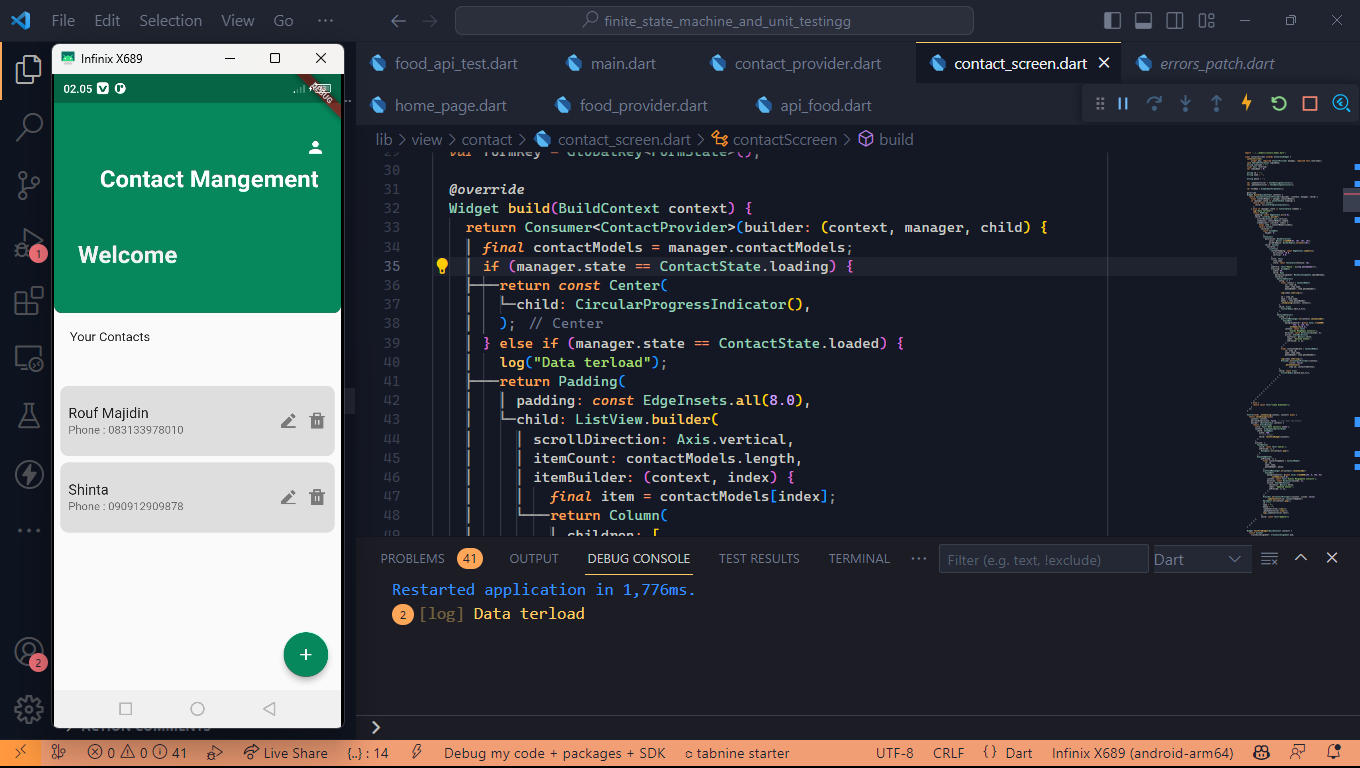 File Edit Selection View Go ···
finite_state_machine_and_unit_testingg
Infinix X689
02.05
DEBUG
Contact Mangement
Welcome
Your Contacts
Rouf Majidin
Phone : 083133978010
Shinta
Phone : 090912909878
+
1
2
food_api_test.dart
main.dart
contact_provider.dart
contact_screen.dart
errors_patch.dart
home_page.dart
food_provider.dart
api_food.dart
lib > view > contact > contact_screen.dart > contactSccreen > build
29 var formKey = GlobalKey<FormState>();
30
31 @override
32 Widget build(BuildContext context) {
33 return Consumer<ContactProvider>(builder: (context, manager, child) {
34 final contactModels = manager.contactModels;
35 if (manager.state == ContactState.loading) {
36 return const Center(
37 child: CircularProgressIndicator(),
38 ); // Center
39 } else if (manager.state == ContactState.loaded) {
40 log("Data terload");
41 return Padding(
42 padding: const EdgeInsets.all(8.0),
43 child: ListView.builder(
44 scrollDirection: Axis.vertical,
45 itemCount: contactModels.length,
46 itemBuilder: (context, index) {
47 final item = contactModels[index];
48 return Column(
49 children: [
PROBLEMS 41 OUTPUT DEBUG CONSOLE TEST RESULTS TERMINAL ···
Filter (e.g. text, !exclude)
Dart
Restarted application in 1,776ms.
2 [log] Data terload
>
ACTION COMMENTS
0 0 41 Live Share {..} : 14 Debug my code + packages + SDK tabnine starter UTF-8 CRLF {} Dart Infinix X689 (android-arm64)